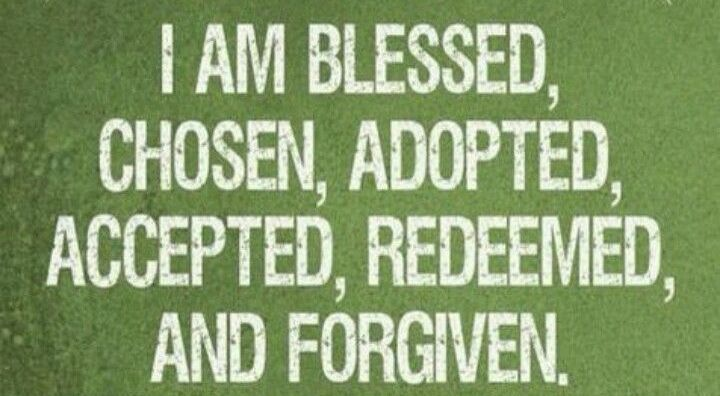 I AM BLESSED,
CHOSEN, ADOPTED,
ACCEPTED, REDEEMED,
AND FORGIVEN.